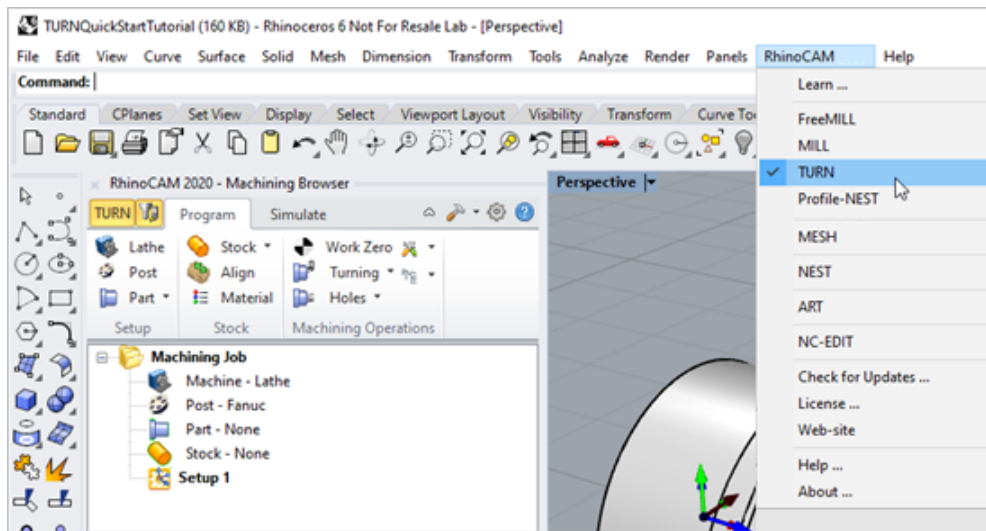 TURNQuickStartTutorial (160 KB) - Rhinoceros 6 Not For Resale Lab - [Perspective]
File Edit View Curve Surface Solid Mesh Dimension Transform Tools Analyze Render Panels RhinoCAM Help
Command:
Standard CPlanes Set View Display Select Viewport Layout Visibility Transform
RhinoCAM 2020 - Machining Browser
TURN Program Simulate
Lathe Stock Work Zero
Post Align Turning
Part Material Holes
Setup Stock Machining Operations
Machining Job
Machine - Lathe
Post - Fanuc
Part - None
Stock - None
Setup 1
Perspective
Learn ...
FreeMILL
MILL
TURN
Profile-NEST
MESH
NEST
ART
NC-EDIT
Check for Updates ...
License ...
Web-site
Help ...
About ...